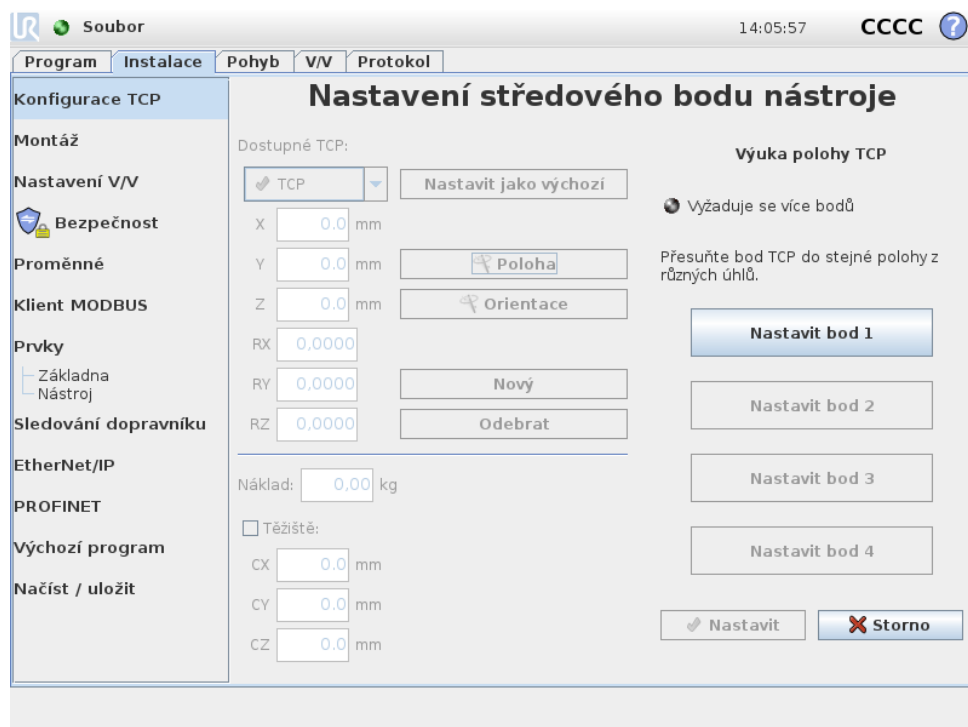 UR Soubor 14:05:57 CCCC ?
Program Instalace Pohyb V/V Protokol
Konfigurace TCP
Montáž
Nastavení V/V
Bezpečnost
Proměnné
Klient MODBUS
Prvky
Základna
Nástroj
Sledování dopravníku
EtherNet/IP
PROFINET
Výchozí program
Načíst / uložit
Nastavení středového bodu nástroje
Dostupné TCP:
TCP Nastavit jako výchozí
X 0.0 mm
Y 0.0 mm Poloha
Z 0.0 mm Orientace
RX 0,0000
RY 0,0000 Nový
RZ 0,0000 Odebrat
Náklad: 0,00 kg
Těžiště:
CX 0.0 mm
CY 0.0 mm
CZ 0.0 mm
Výuka polohy TCP
Vyžaduje se více bodů
Přesuňte bod TCP do stejné polohy z
různých úhlů.
Nastavit bod 1
Nastavit bod 2
Nastavit bod 3
Nastavit bod 4
Nastavit Storno